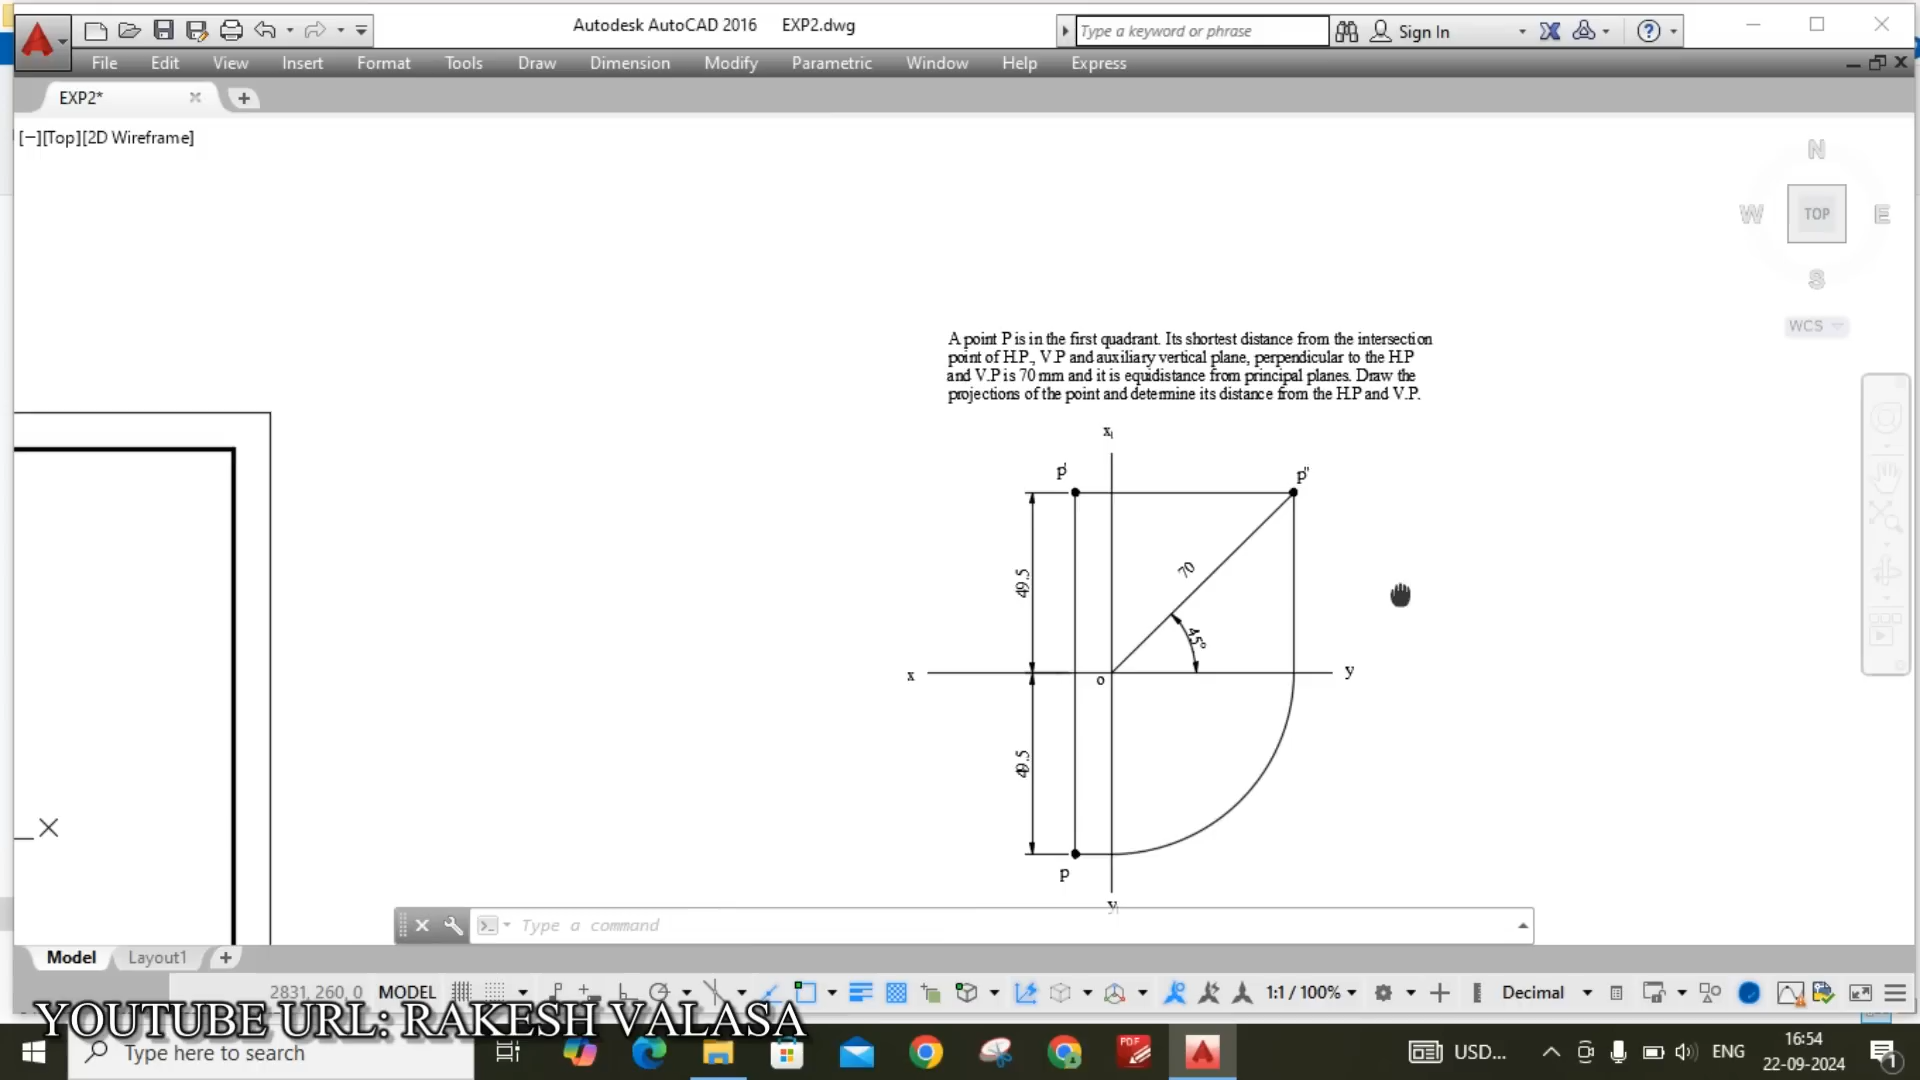 Autodesk AutoCAD 2016 EXP2.dwg
Type a keyword or phrase
Sign In
File Edit View Insert Format Tools Draw Dimension Modify Parametric Window Help Express
EXP2*
[−][Top][2D Wireframe]
N
W TOP E
S
WCS
A point P is in the first quadrant. Its shortest distance from the intersection
point of H.P., V.P and auxiliary vertical plane, perpendicular to the H.P
and V.P is 70 mm and it is equidistance from principal planes. Draw the
projections of the point and determine its distance from the H.P and V.P.
x₁
p' p"
49.5
70
45°
x o y
49.5
X
p
y₁
Type a command
Model Layout1
2831, 260, 0 MODEL 1:1 / 100% Decimal
YOUTUBE URL: RAKESH VALASA
Type here to search
USD...
ENG
16:54
22-09-2024
1